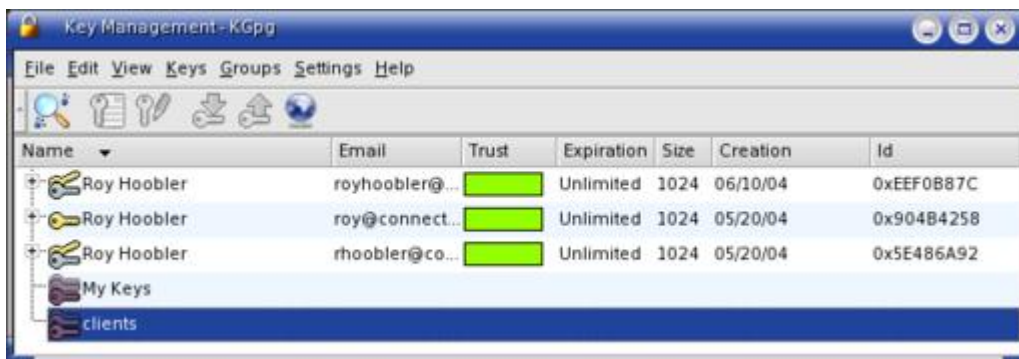 Key Management - KGpg
File Edit View Keys Groups Settings Help
Name Email Trust Expiration Size Creation Id
Roy Hoobler royhoobler@... Unlimited 1024 06/10/04 0xEEF0B87C
Roy Hoobler roy@connect... Unlimited 1024 05/20/04 0x904B4258
Roy Hoobler rhoobler@co... Unlimited 1024 05/20/04 0x5E486A92
My Keys
clients